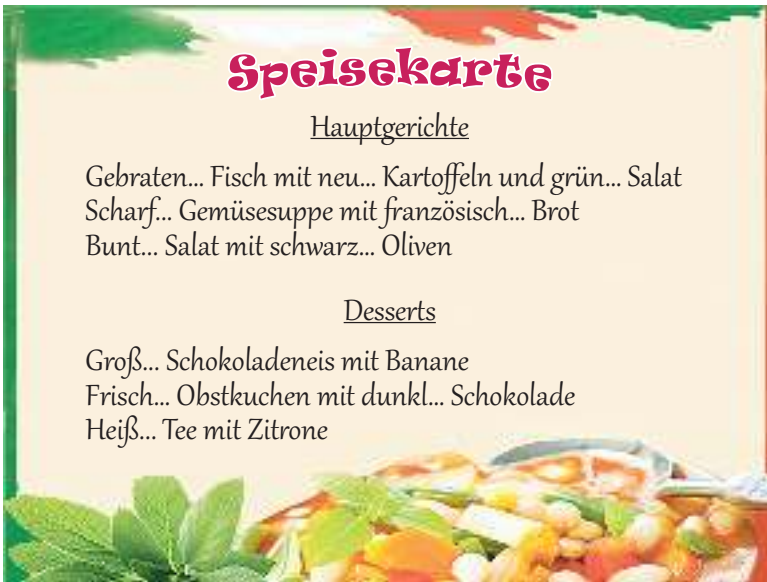 Speisekarte
Hauptgerichte
Gebraten... Fisch mit neu... Kartoffeln und grün... Salat
Scharf... Gemüsesuppe mit französisch... Brot
Bunt... Salat mit schwarz... Oliven
Desserts
Groß... Schokoladeneis mit Banane
Frisch... Obstkuchen mit dunkl... Schokolade
Heiß... Tee mit Zitrone